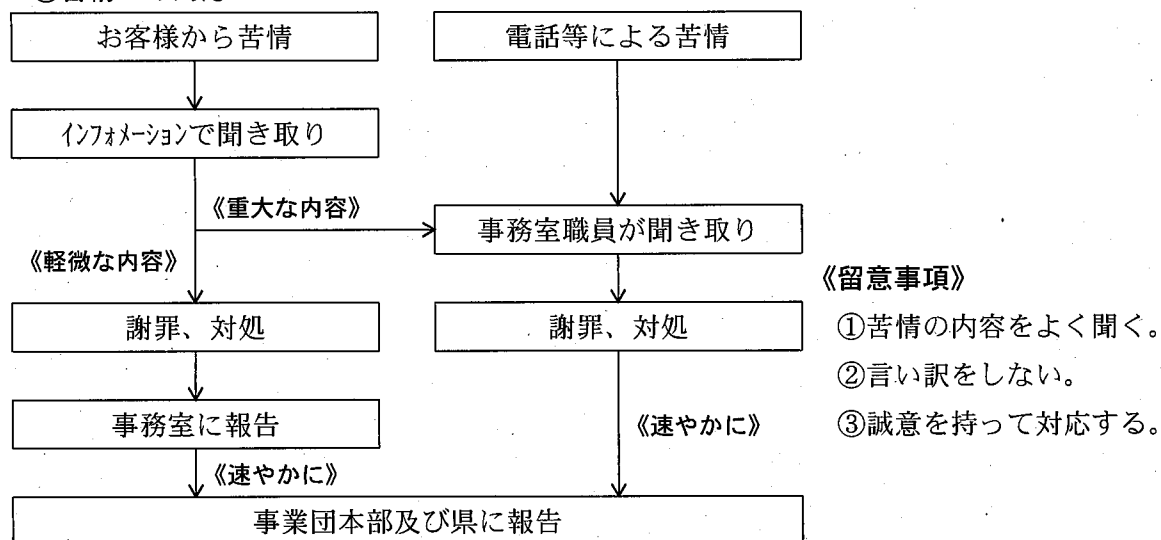 お客様から苦情
電話等による苦情
インフォメーションで聞き取り
《重大な内容》
事務室職員が聞き取り
《軽微な内容》
《留意事項》
謝罪、対処
謝罪、対処
①苦情の内容をよく聞く。
②言い訳をしない。
事務室に報告
《速やかに》
③誠意を持って対応する。
《速やかに》
事業団本部及び県に報告